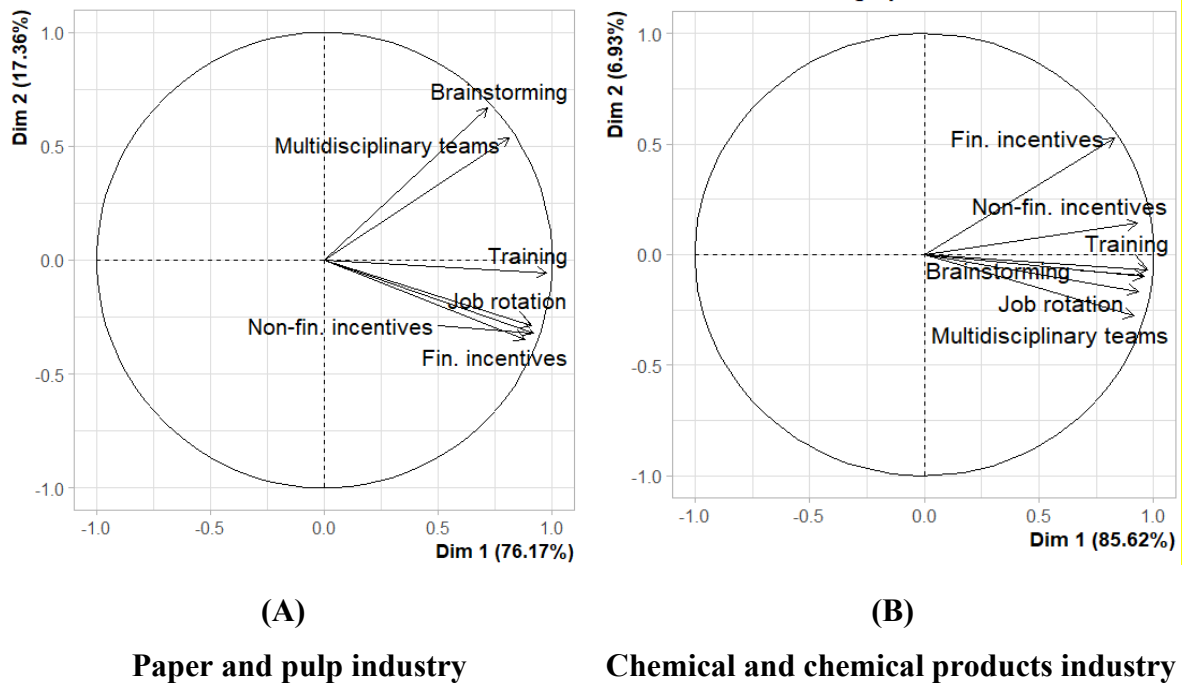 Dim 2 (17.36%)
1.0
0.5
0.0
-0.5
-1.0
Brainstorming
Multidisciplinary teams
Training
Job rotation
Non-fin. incentives
Fin. incentives
-1.0 -0.5 0.0 0.5 1.0
Dim 1 (76.17%)
(A)
Paper and pulp industry
Dim 2 (6.93%)
1.0
0.5
0.0
-0.5
-1.0
Fin. incentives
Non-fin. incentives
Training
Brainstorming
Job rotation
Multidisciplinary teams
-1.0 -0.5 0.0 0.5 1.0
Dim 1 (85.62%)
(B)
Chemical and chemical products industry